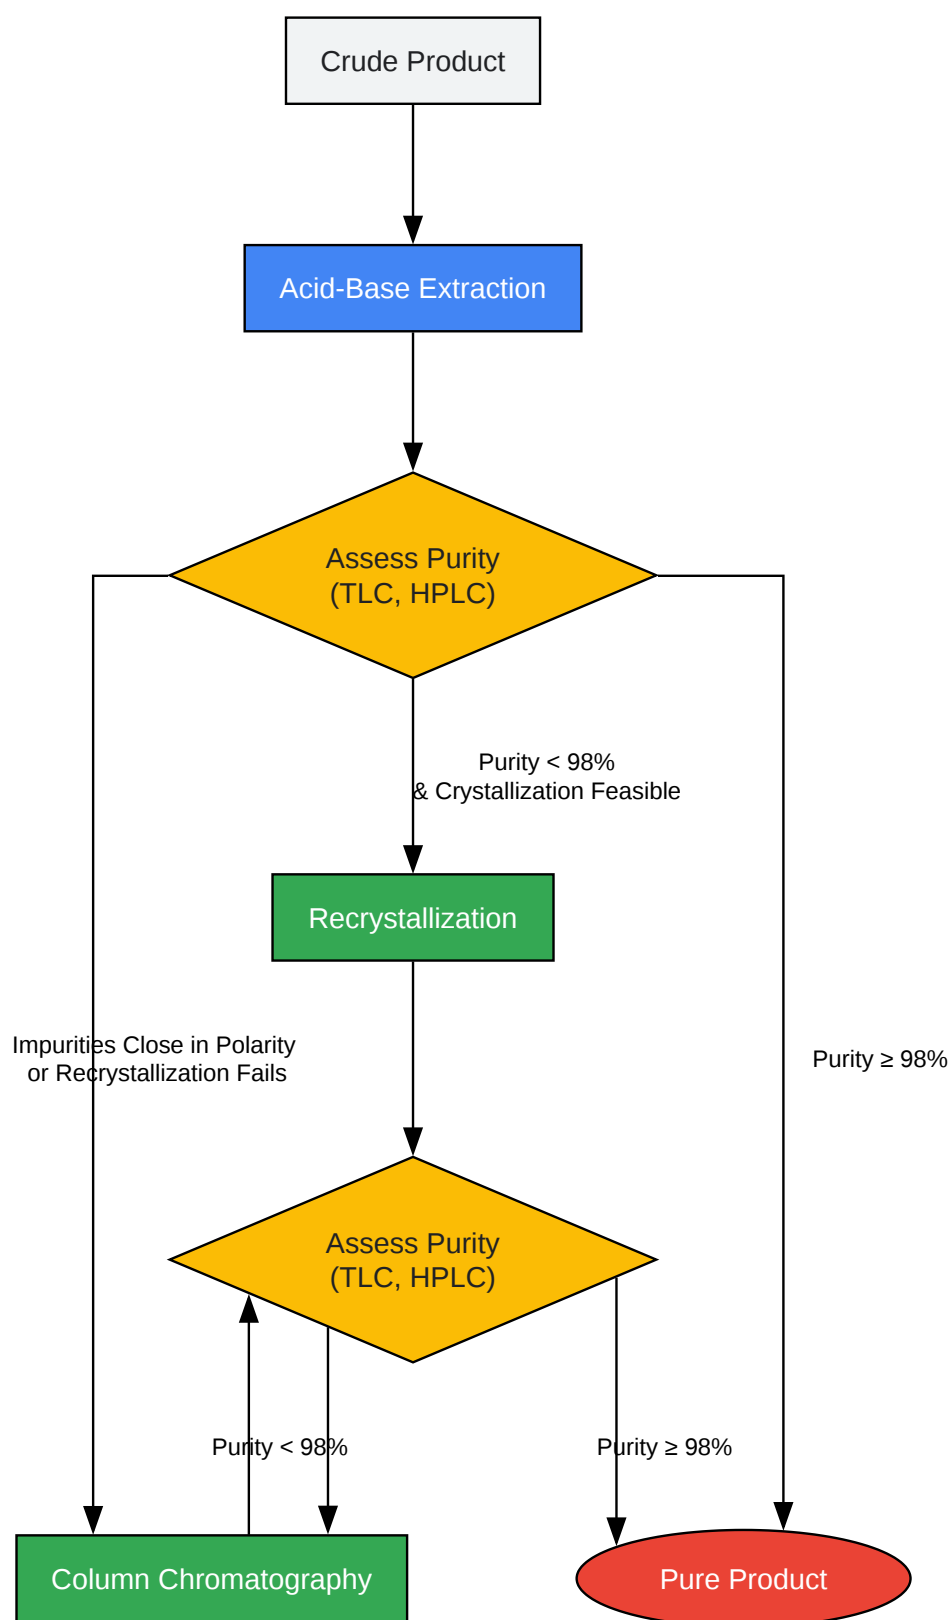 Crude Product
Acid-Base Extraction
Assess Purity
(TLC, HPLC)
Purity < 98%
& Crystallization Feasible
Recrystallization
Impurities Close in Polarity
or Recrystallization Fails
Purity ≥ 98%
Assess Purity
(TLC, HPLC)
Purity < 98%
Purity ≥ 98%
Column Chromatography
Pure Product